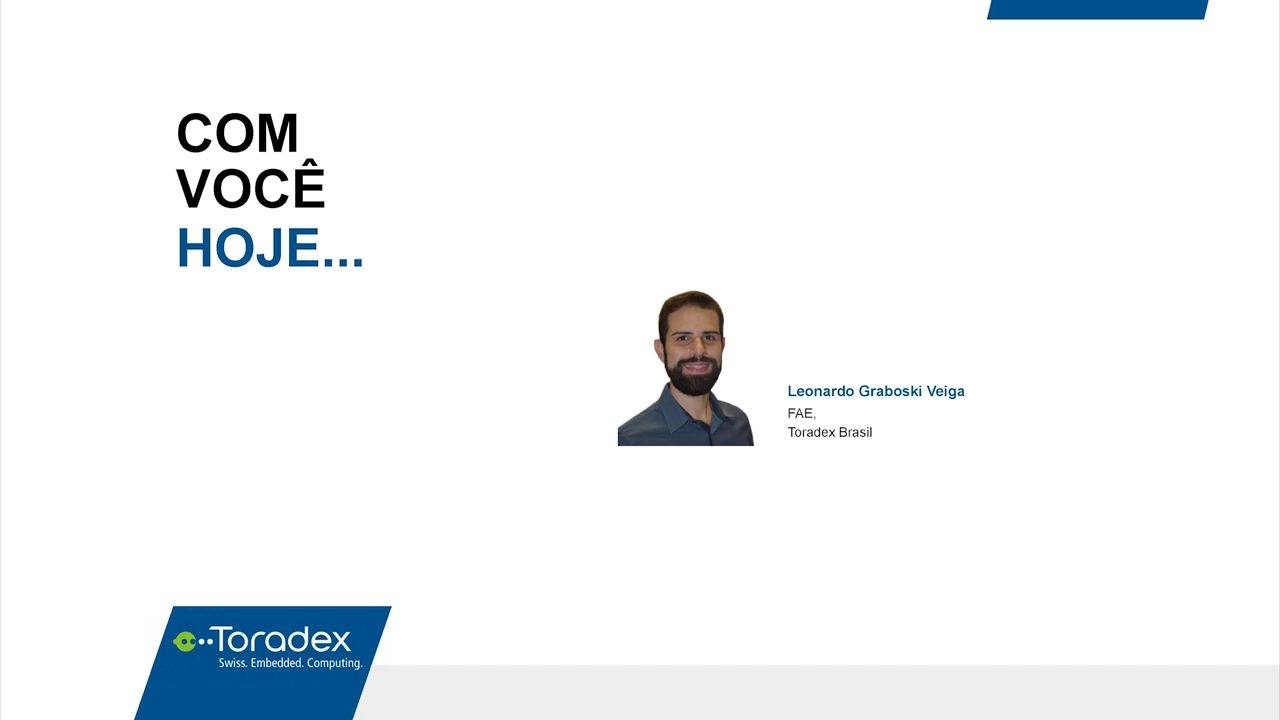 COM
VOCÊ
HOJE...
Leonardo Graboski Veiga
FAE,
Toradex Brasil
Toradex
Swiss. Embedded. Computing.